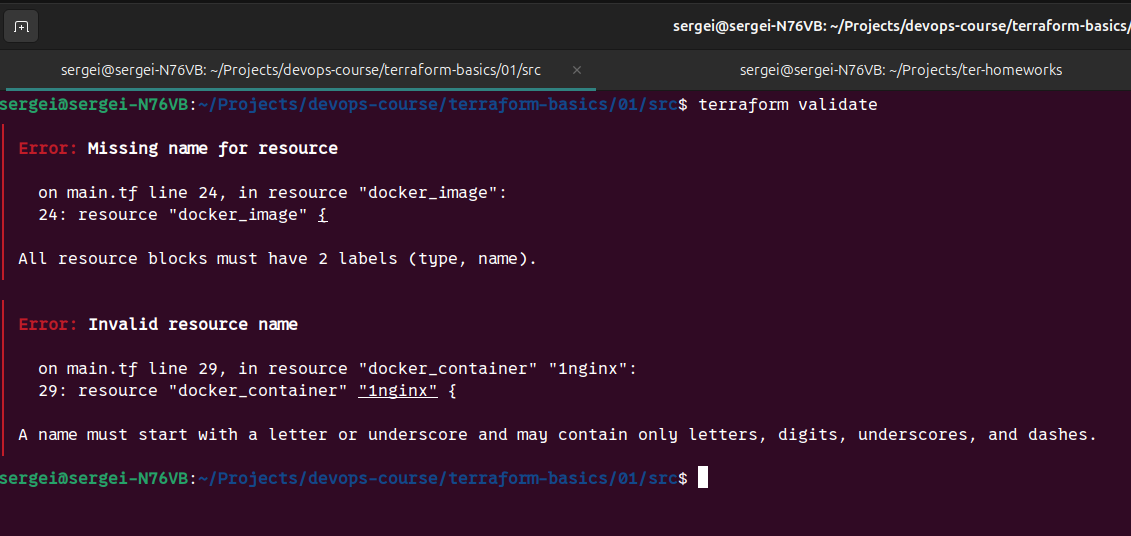 sergei@sergei-N76VB: ~/Projects/devops-course/terraform-basics/
sergei@sergei-N76VB: ~/Projects/devops-course/terraform-basics/01/src ×
sergei@sergei-N76VB: ~/Projects/ter-homeworks
sergei@sergei-N76VB:~/Projects/devops-course/terraform-basics/01/src$ terraform validate
Error: Missing name for resource
on main.tf line 24, in resource "docker_image":
24: resource "docker_image" {
All resource blocks must have 2 labels (type, name).
Error: Invalid resource name
on main.tf line 29, in resource "docker_container" "1nginx":
29: resource "docker_container" "1nginx" {
A name must start with a letter or underscore and may contain only letters, digits, underscores, and dashes.
sergei@sergei-N76VB:~/Projects/devops-course/terraform-basics/01/src$